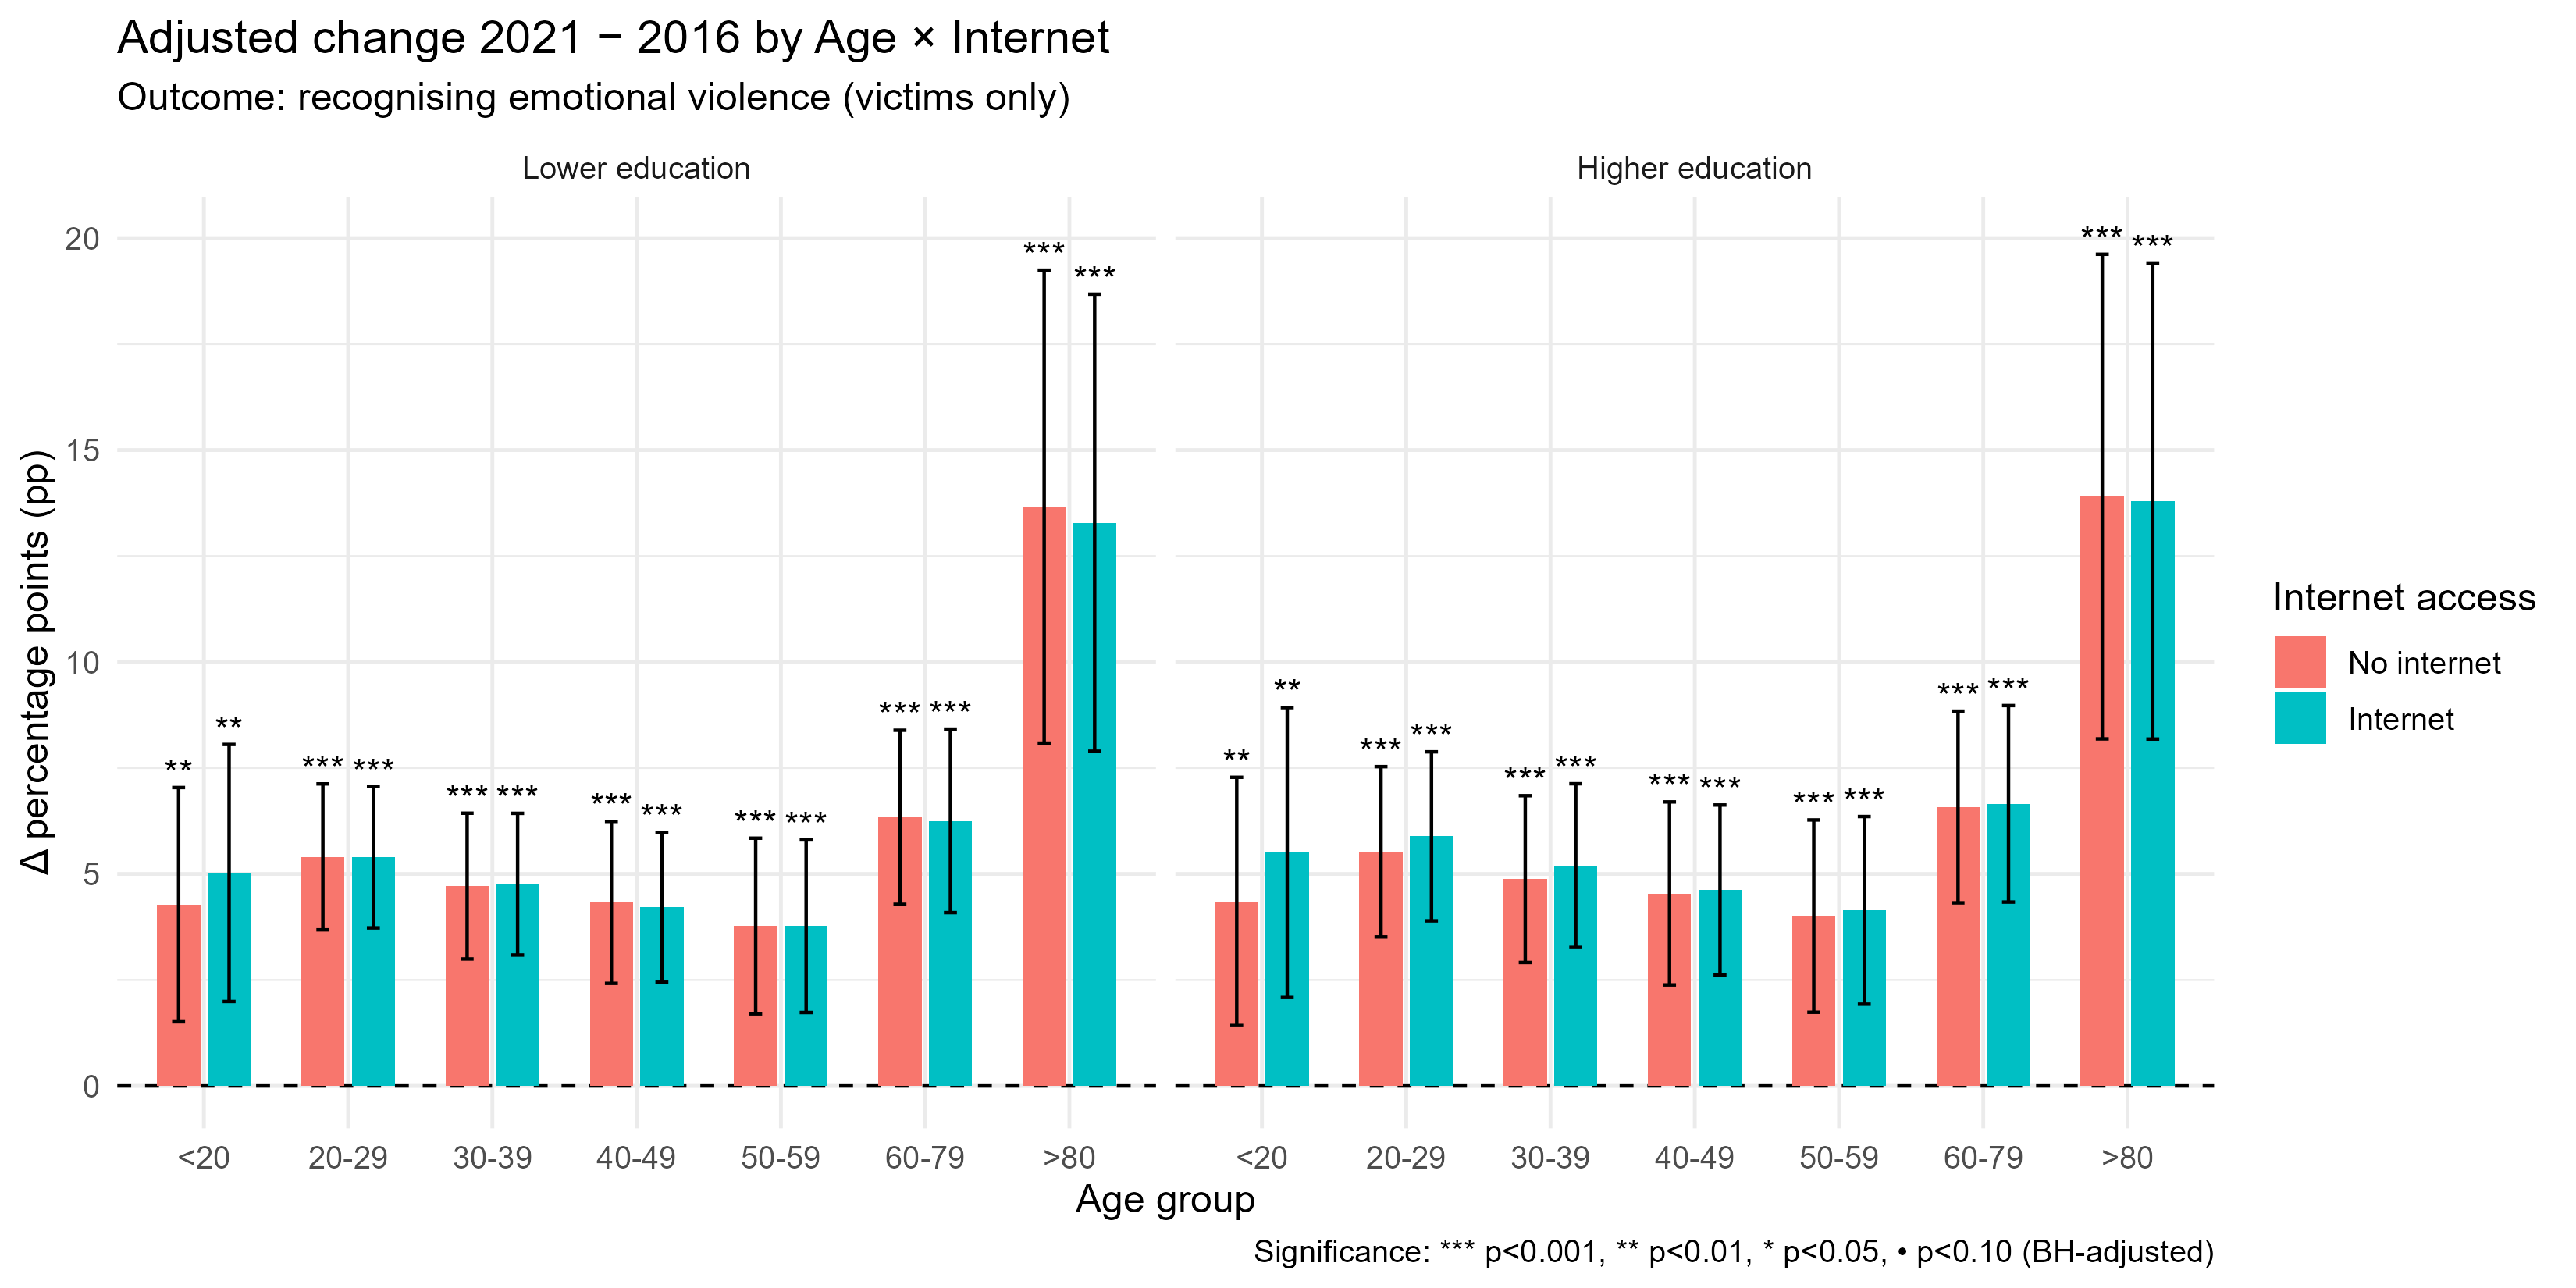 Adjusted change 2021 − 2016 by Age × Internet
Outcome: recognising emotional violence (victims only)
Lower education
Higher education
Δ percentage points (pp)
20
15
10
5
0
*** ***
** ** *** *** *** *** *** *** *** *** *** ***
*** ***
** ** *** *** *** *** *** *** *** *** *** ***
<20 20-29 30-39 40-49 50-59 60-79 >80
<20 20-29 30-39 40-49 50-59 60-79 >80
Age group
Internet access
No internet
Internet
Significance: *** p<0.001, ** p<0.01, * p<0.05, • p<0.10 (BH-adjusted)